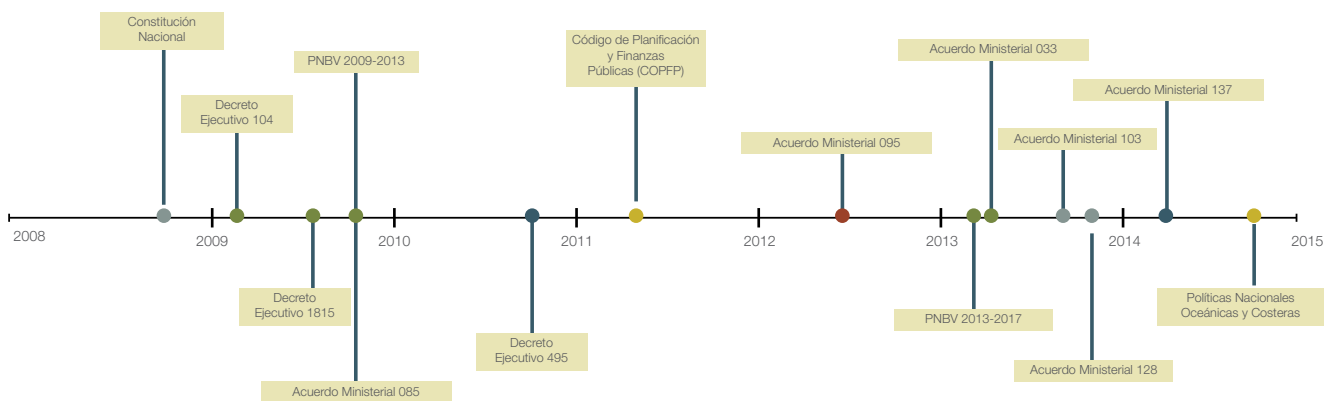 Constitución
Nacional
Decreto
Ejecutivo 104
PNBV 2009-2013
Código de Planificación
y Finanzas
Públicas (COPFP)
Acuerdo Ministerial 095
Acuerdo Ministerial 033
Acuerdo Ministerial 103
Acuerdo Ministerial 137
2008
2009
2010
2011
2012
2013
2014
2015
Decreto
Ejecutivo 1815
Acuerdo Ministerial 085
Decreto
Ejecutivo 495
PNBV 2013-2017
Acuerdo Ministerial 128
Políticas Nacionales
Oceánicas y Costeras